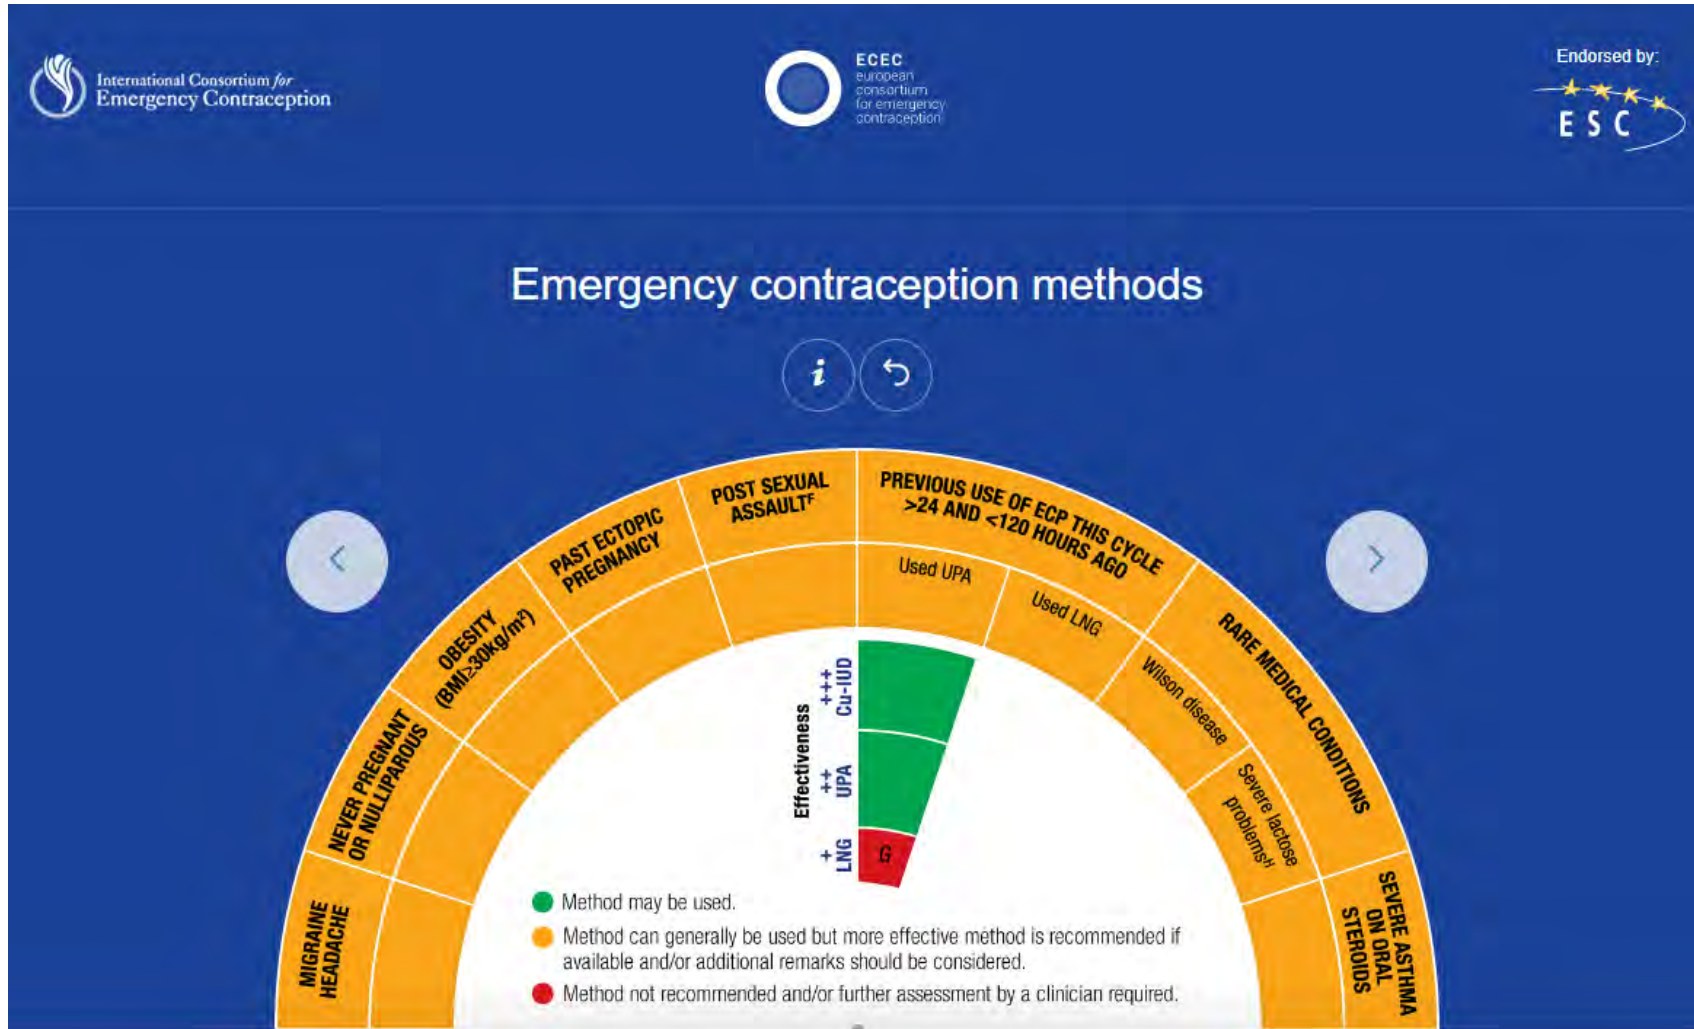 International Consortium for
Emergency Contraception
ECEC
european
consortium
for emergency
contraception
Endorsed by:
ESC
Emergency contraception methods
i
MIGRAINE
HEADACHE
NEVER PREGNANT
OR NULLIPAROUS
OBESITY
(BMI≥30kg/m²)
PAST ECTOPIC
PREGNANCY
POST SEXUAL
ASSAULTF
PREVIOUS USE OF ECP THIS CYCLE
>24 AND <120 HOURS AGO
Used UPA
Used LNG
RARE MEDICAL CONDITIONS
Wilson disease
Severe lactose
problemsH
SEVERE ASTHMA
ON ORAL
STEROIDS
Effectiveness
+++
Cu-IUD
++
UPA
+
LNG
G
Method may be used.
Method can generally be used but more effective method is recommended if
available and/or additional remarks should be considered.
Method not recommended and/or further assessment by a clinician required.